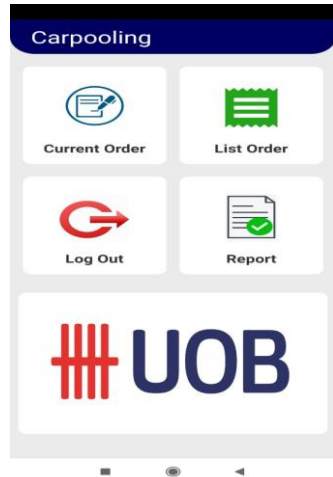 Carpooling
Current Order
List Order
Log Out
Report
UOB